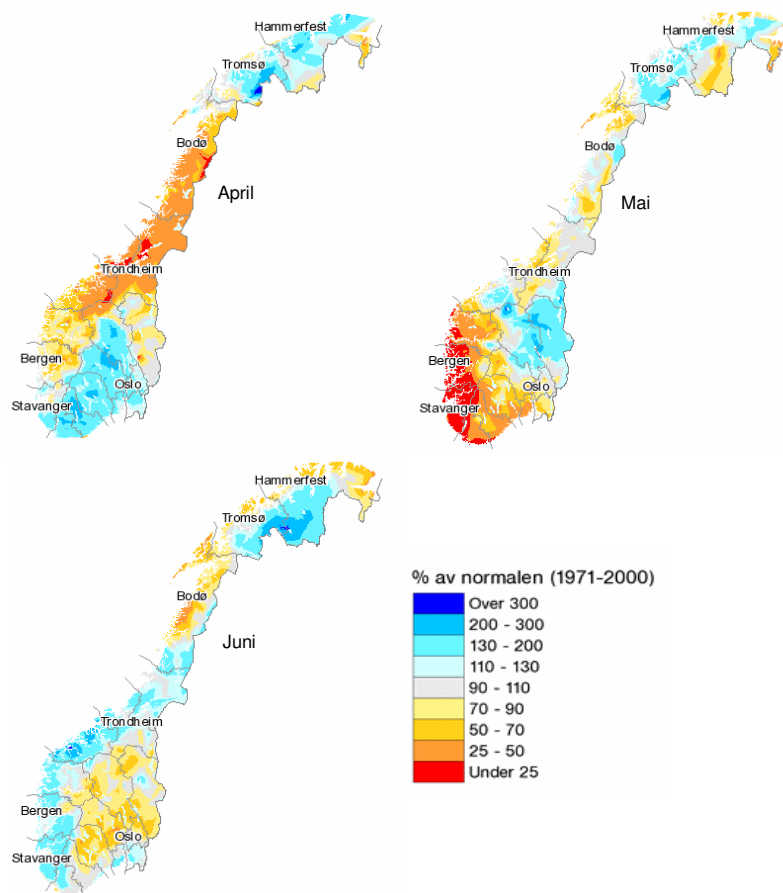 Hammerfest
Tromsø
Bodø
April
Trondheim
Bergen
Oslo
Stavanger
Hammerfest
Tromsø
Bodø
Mai
Trondheim
Bergen
Oslo
Stavanger
Hammerfest
Tromsø
Bodø
Juni
Trondheim
Bergen
Oslo
Stavanger
% av normalen (1971-2000)
Over 300
200 - 300
130 - 200
110 - 130
90 - 110
70 - 90
50 - 70
25 - 50
Under 25